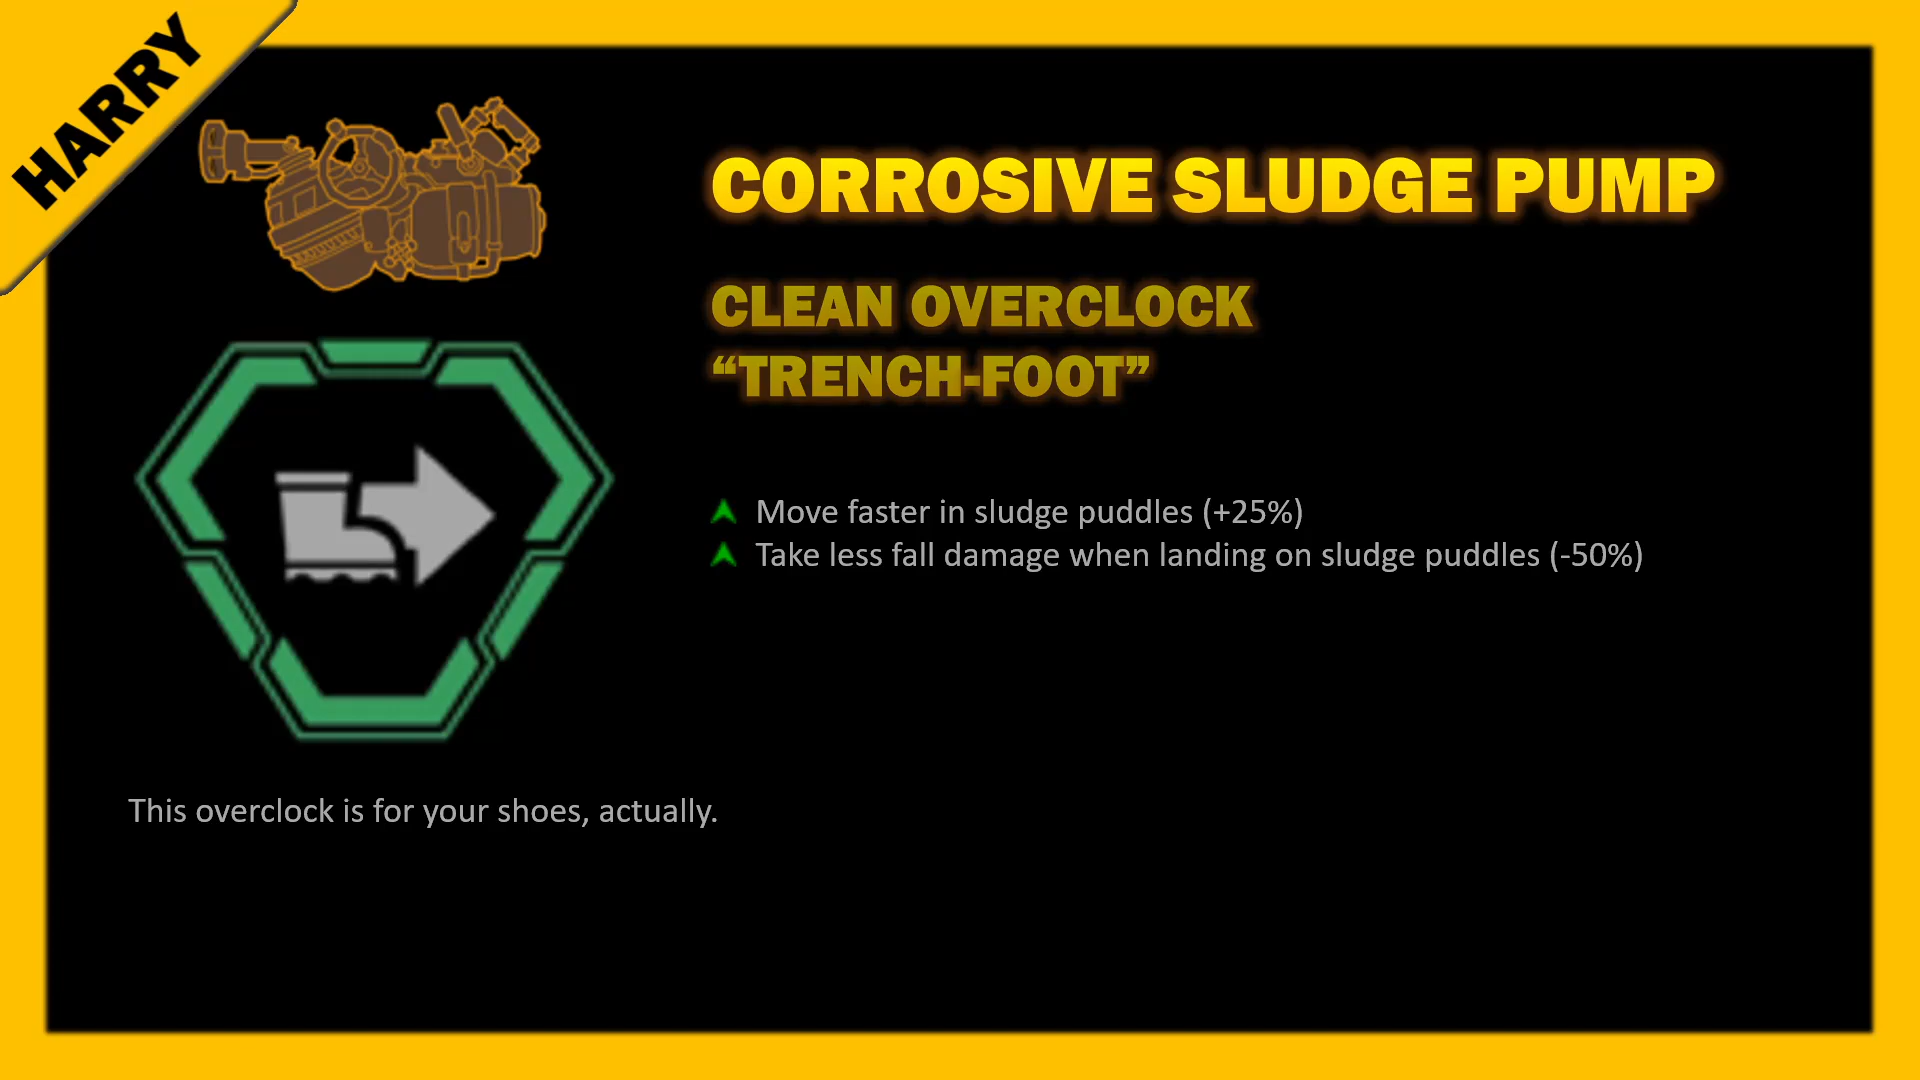 HARRY
CORROSIVE SLUDGE PUMP
CLEAN OVERCLOCK
“TRENCH-FOOT”
Move faster in sludge puddles (+25%)
Take less fall damage when landing on sludge puddles (-50%)
This overclock is for your shoes, actually.